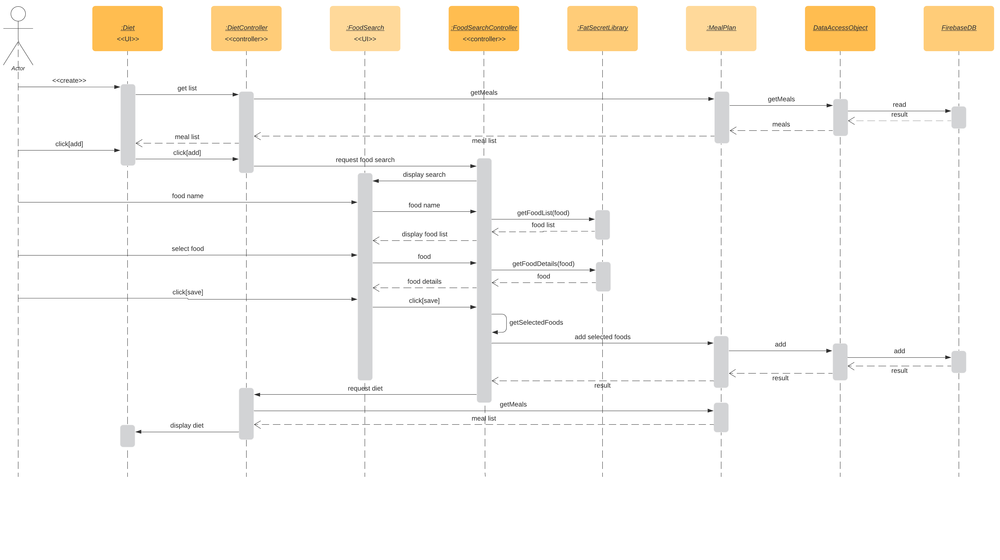 :Diet
<<UI>>
:DietController
<<controller>>
:FoodSearch
<<UI>>
:FoodSearchController
<<controller>>
:FatSecretLibrary
:MealPlan
DataAccessObject
FirebaseDB
Actor
<<create>>
get list
getMeals
getMeals
read
result
meals
meal list
meal list
click[add]
click[add]
request food search
display search
food name
food name
getFoodList(food)
food list
display food list
select food
food
getFoodDetails(food)
food
food details
click[save]
click[save]
getSelectedFoods
add selected foods
add
add
result
result
result
request diet
getMeals
meal list
display diet